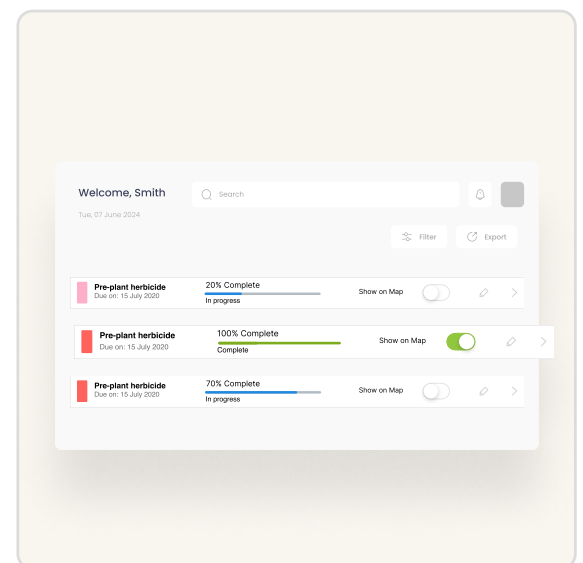 Welcome, Smith
Search
Tue, 07 June 2024
Filter
Export
Pre-plant herbicide
Due on: 15 July 2020
20% Complete
In progress
Show on Map
Pre-plant herbicide
Due on: 15 July 2020
100% Complete
Complete
Show on Map
Pre-plant herbicide
Due on: 15 July 2020
70% Complete
In progress
Show on Map